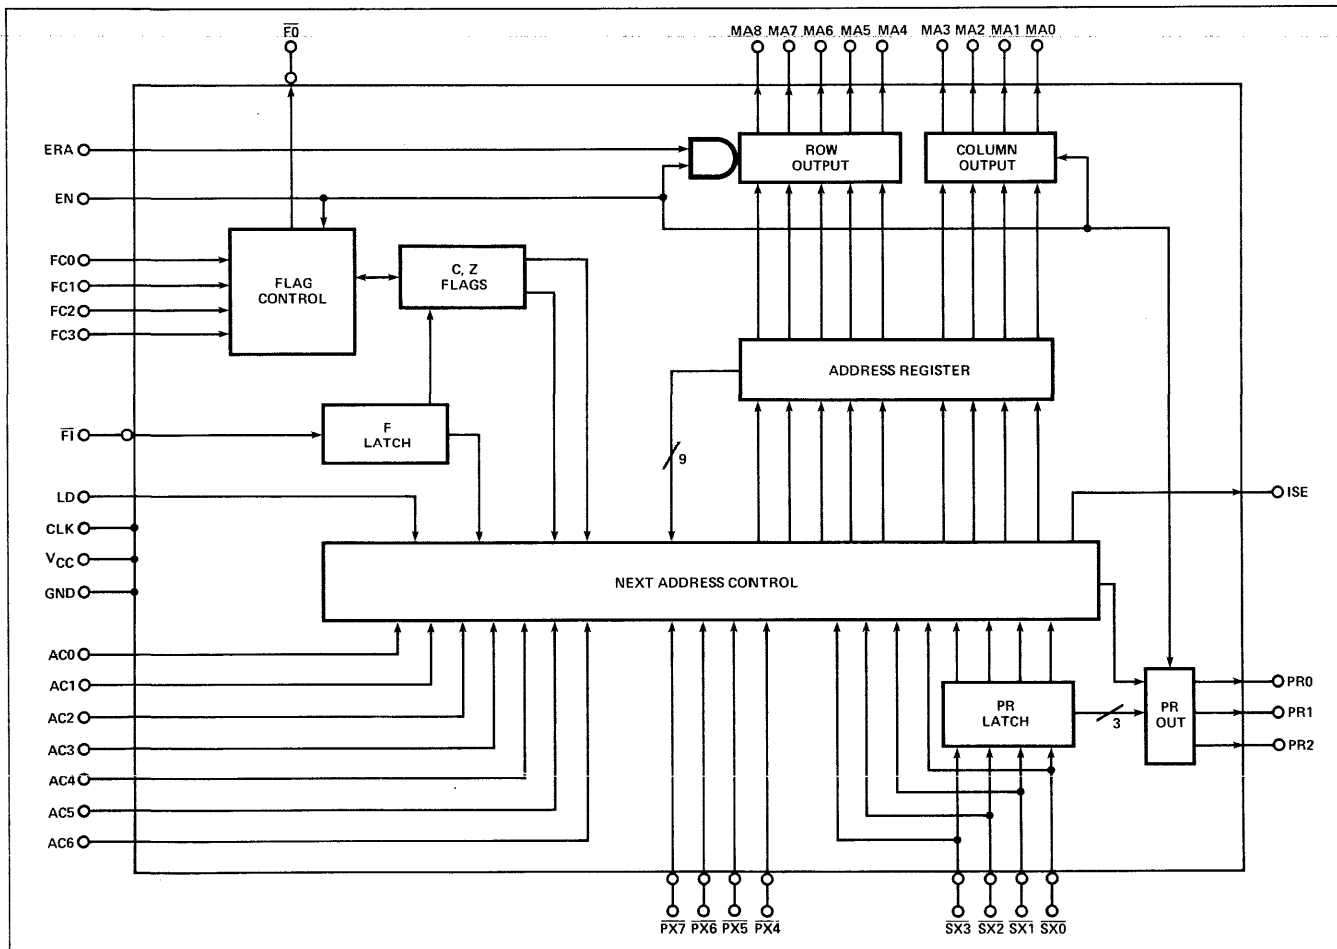 F0
MA8 MA7 MA6 MA5 MA4 MA3 MA2 MA1 MA0
ERA
ROW
OUTPUT
COLUMN
OUTPUT
EN
FC0
FC1
FC2
FC3
FLAG
CONTROL
C, Z
FLAGS
ADDRESS REGISTER
FI
F
LATCH
9
LD
ISE
CLK
VCC
GND
NEXT ADDRESS CONTROL
AC0
AC1
AC2
AC3
AC4
AC5
AC6
PR
LATCH
3
PR
OUT
PR0
PR1
PR2
PX7 PX6 PX5 PX4 SX3 SX2 SX1 SX0